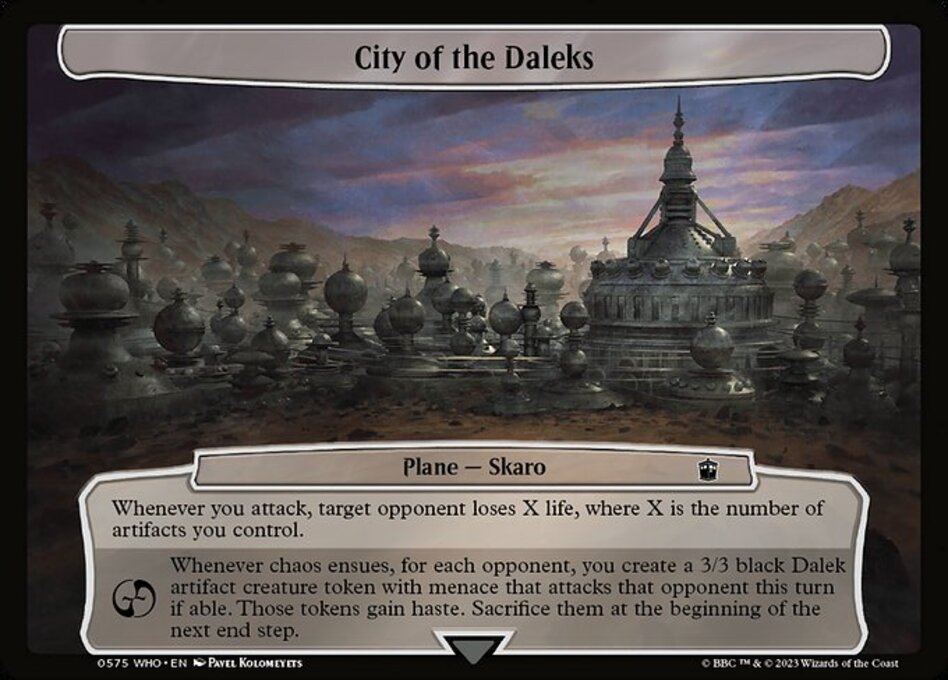 City of the Daleks
Plane — Skaro
Whenever you attack, target opponent loses X life, where X is the number of
artifacts you control.
Whenever chaos ensues, for each opponent, you create a 3/3 black Dalek
artifact creature token with menace that attacks that opponent this turn
if able. Those tokens gain haste. Sacrifice them at the beginning of the
next end step.
0575 WHO • EN Pavel Kolomeyets
© BBC ™ & © 2023 Wizards of the Coast